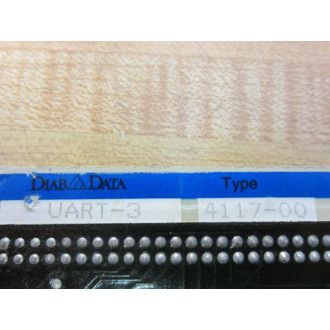 DIAB DATA Type
UART-3 4117-00